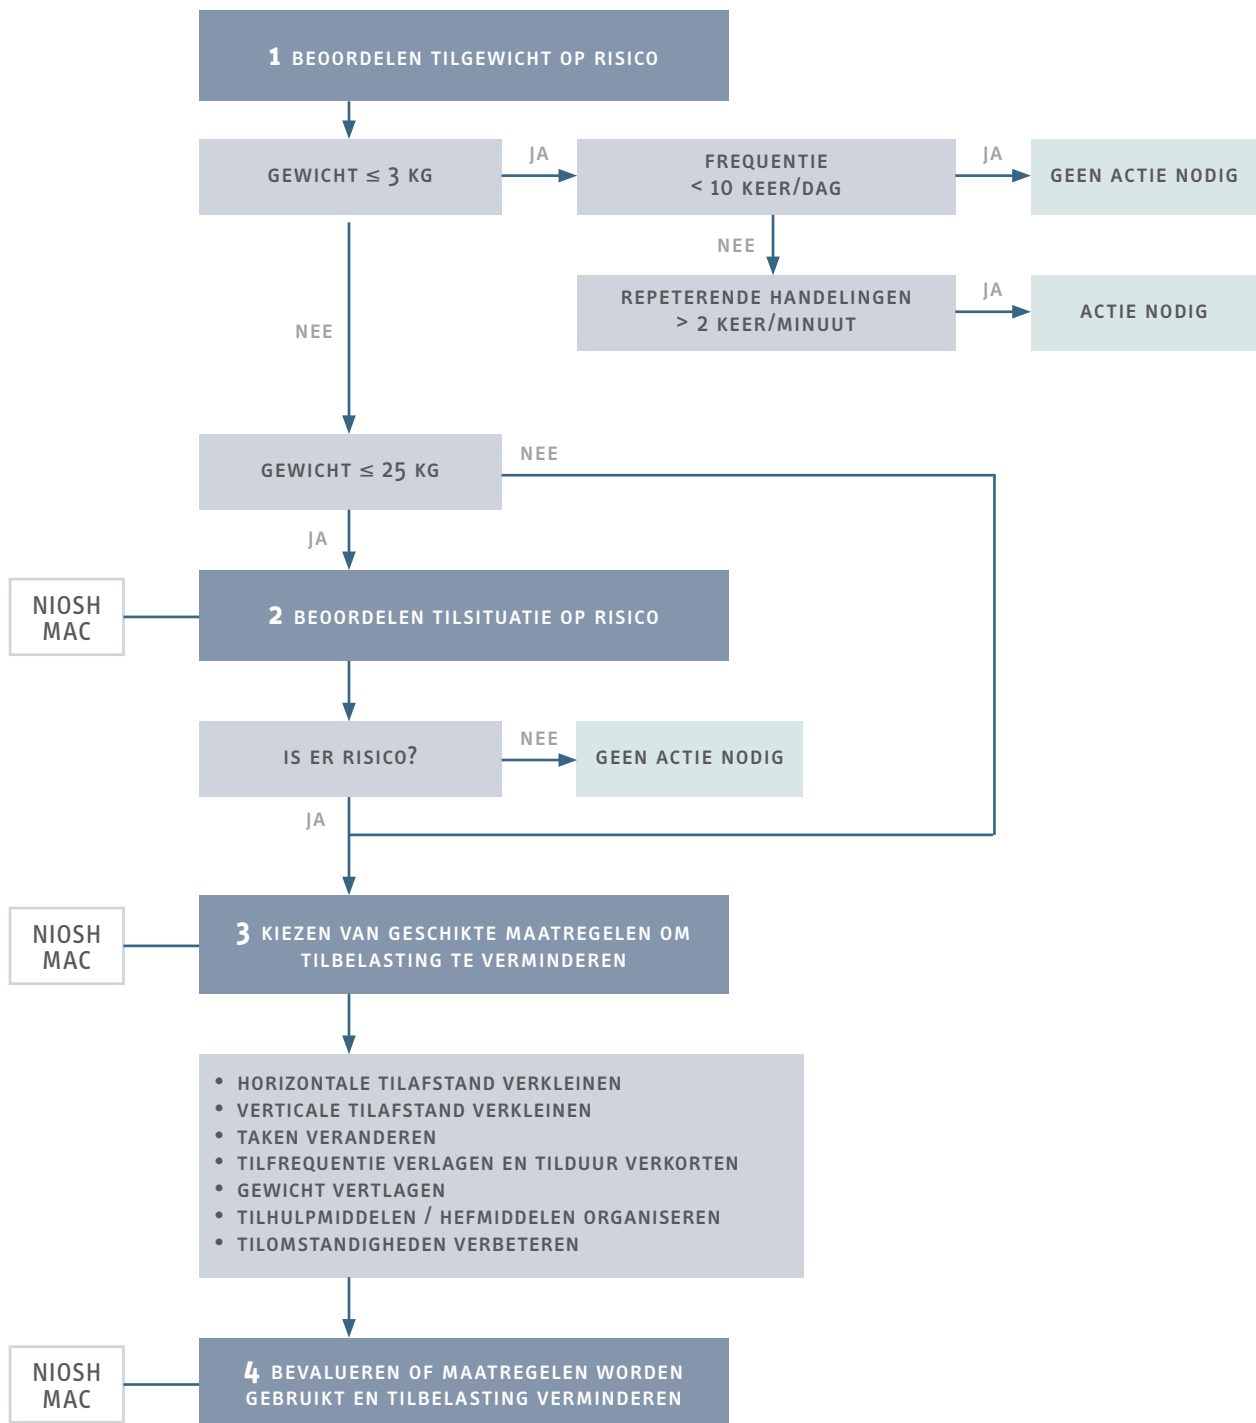 1 BEOORDELEN TILGEWICHT OP RISICO
GEWICHT ≤ 3 KG
JA
FREQUENTIE
< 10 KEER/DAG
JA
GEEN ACTIE NODIG
NEE
REPETERENDE HANDELINGEN
> 2 KEER/MINUUT
JA
ACTIE NODIG
NEE
GEWICHT ≤ 25 KG
NEE
JA
NIOSH
MAC
2 BEOORDELEN TILSITUATIE OP RISICO
IS ER RISICO?
NEE
GEEN ACTIE NODIG
JA
NIOSH
MAC
3 KIEZEN VAN GESCHIKTE MAATREGELEN OM
TILBELASTING TE VERMINDEREN
• HORIZONTALE TILAFSTAND VERKLEINEN
• VERTICALE TILAFSTAND VERKLEINEN
• TAKEN VERANDEREN
• TILFREQUENTIE VERLAGEN EN TILDUUR VERKORTEN
• GEWICHT VERTLAGEN
• TILHULPMIDDELEN / HEFMIDDELEN ORGANISEREN
• TILOMSTANDIGHEDEN VERBETEREN
NIOSH
MAC
4 BEVALUEREN OF MAATREGELEN WORDEN
GEBRUIKT EN TILBELASTING VERMINDEREN